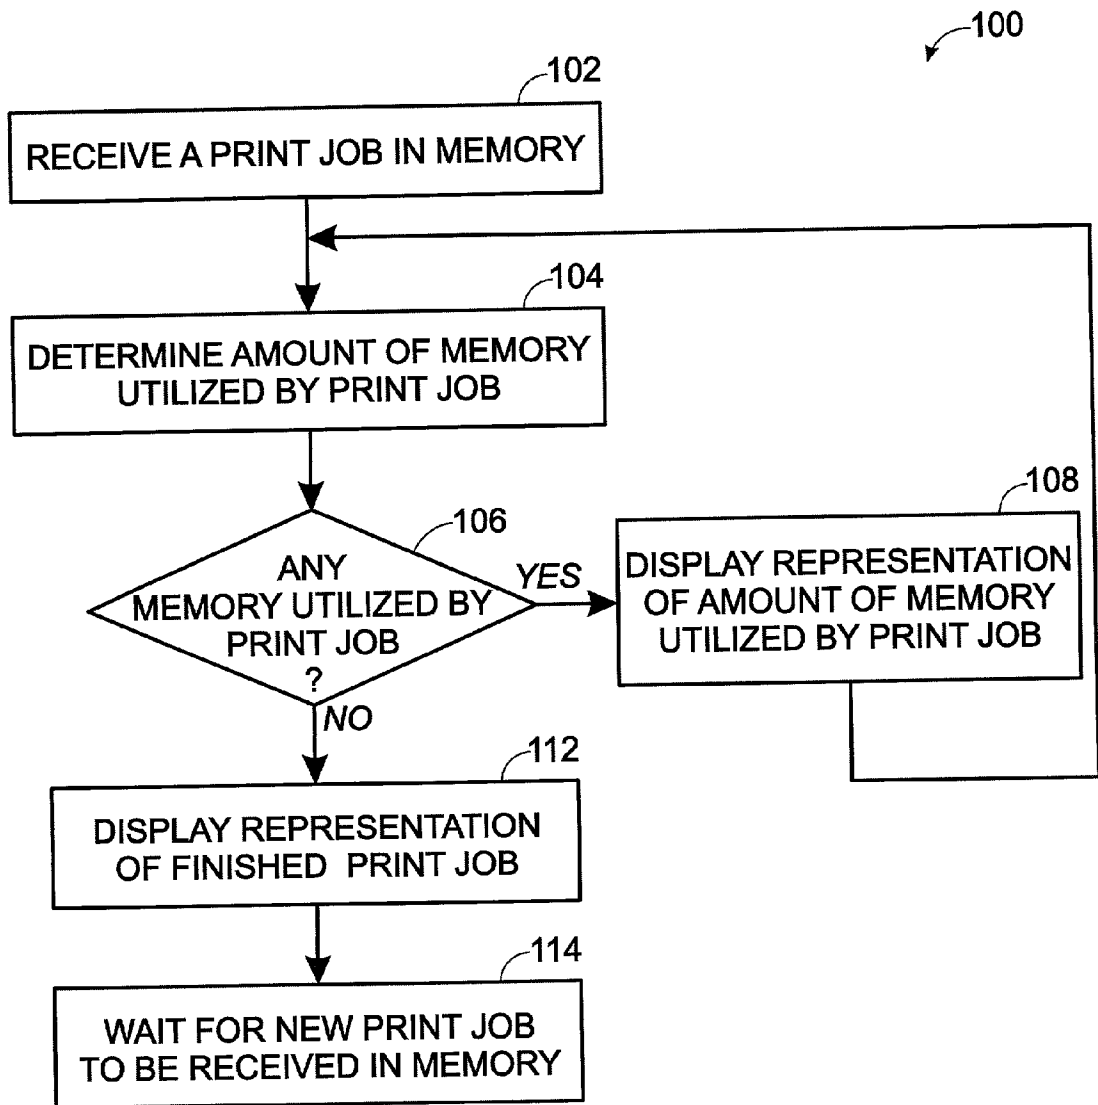 100
102
RECEIVE A PRINT JOB IN MEMORY
104
DETERMINE AMOUNT OF MEMORY
UTILIZED BY PRINT JOB
106
ANY
MEMORY UTILIZED BY
PRINT JOB
?
YES
NO
108
DISPLAY REPRESENTATION
OF AMOUNT OF MEMORY
UTILIZED BY PRINT JOB
112
DISPLAY REPRESENTATION
OF FINISHED PRINT JOB
114
WAIT FOR NEW PRINT JOB
TO BE RECEIVED IN MEMORY